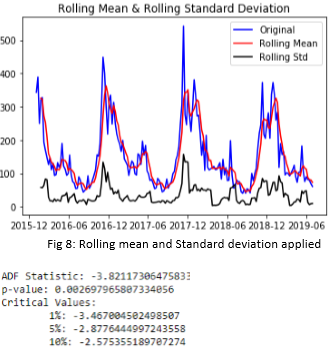 Rolling Mean & Rolling Standard Deviation
Original
Rolling Mean
Rolling Std
500
400
300
200
100
0
2015-12 2016-06 2016-12 2017-06 2017-12 2018-06 2018-12 2019-06
Fig 8: Rolling mean and Standard deviation applied
ADF Statistic: -3.82117306475833
p-value: 0.002697965807334056
Critical Values:
1%: -3.467004502498507
5%: -2.8776444997243558
10%: -2.575355189707274